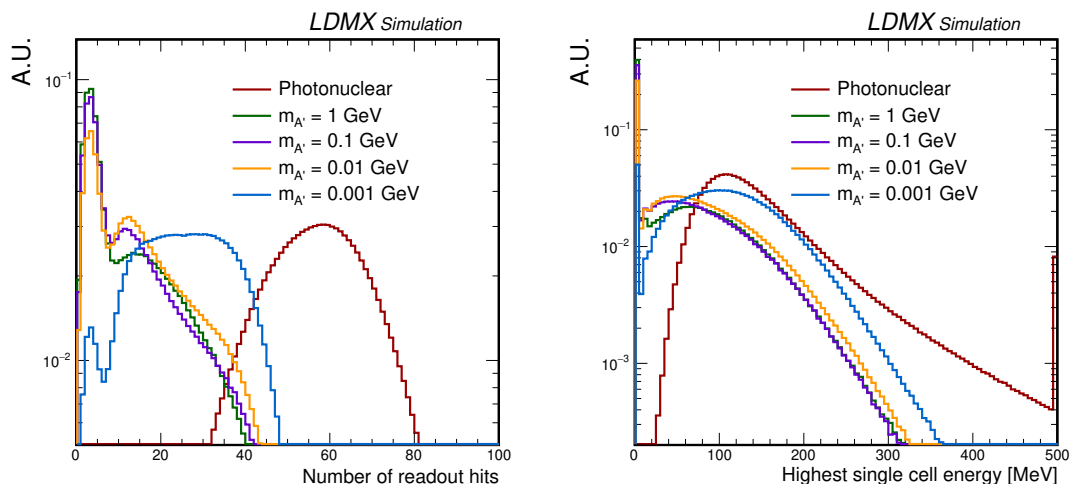 LDMX Simulation
A.U.
10⁻¹
10⁻²
Photonuclear
m_A' = 1 GeV
m_A' = 0.1 GeV
m_A' = 0.01 GeV
m_A' = 0.001 GeV
0 20 40 60 80 100
Number of readout hits
LDMX Simulation
A.U.
10⁻¹
10⁻²
10⁻³
Photonuclear
m_A' = 1 GeV
m_A' = 0.1 GeV
m_A' = 0.01 GeV
m_A' = 0.001 GeV
0 100 200 300 400 500
Highest single cell energy [MeV]